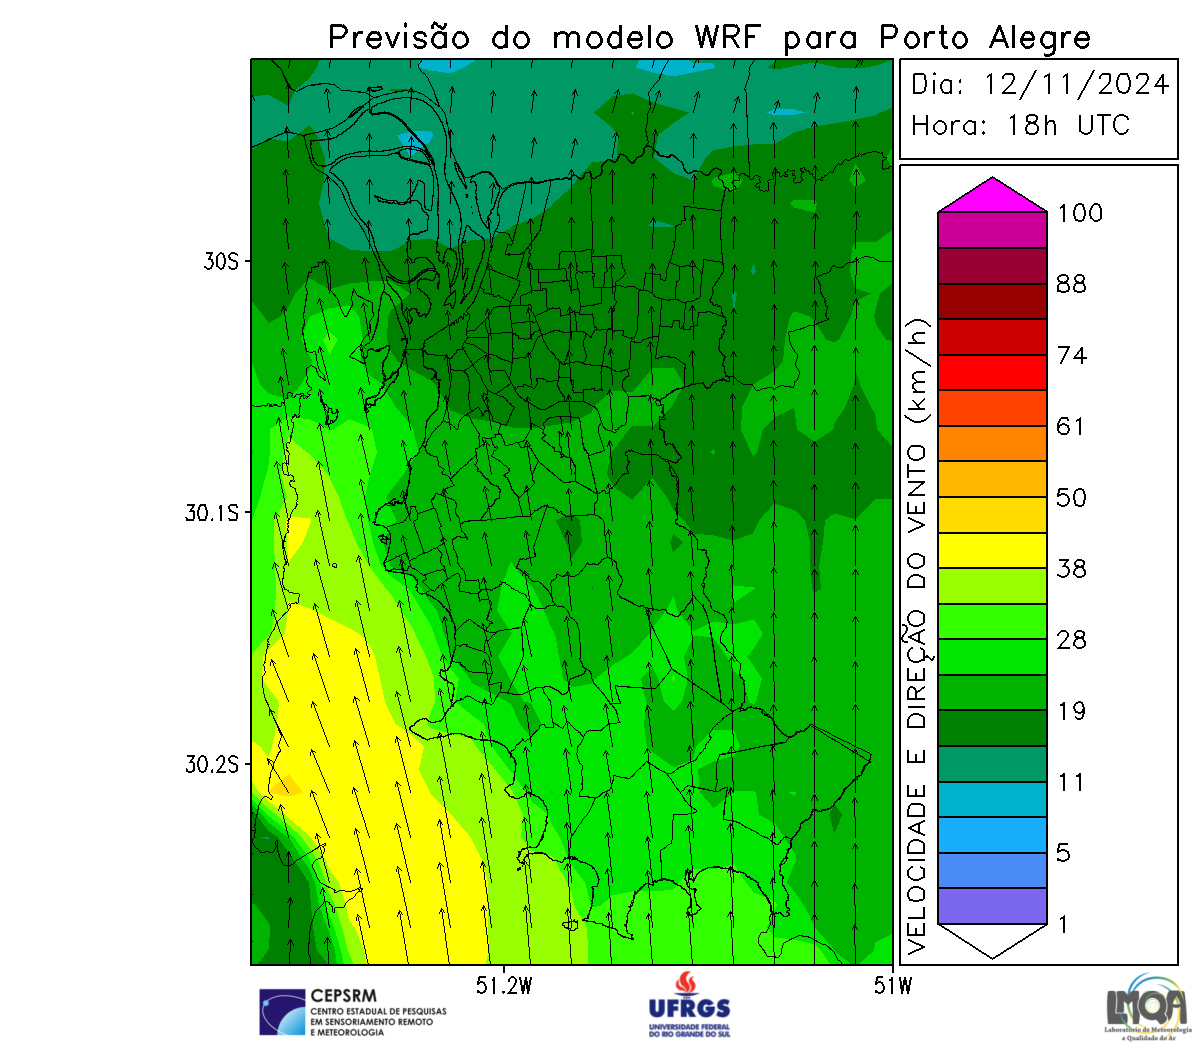 Previsão do modelo WRF para Porto Alegre
Dia: 12/11/2024
Hora: 18h UTC
30S
30.1S
30.2S
51.2W
51W
VELOCIDADE E DIREÇÃO DO VENTO (km/h)
100
88
74
61
50
38
28
19
11
5
1
CEPSRM
CENTRO ESTADUAL DE PESQUISAS
EM SENSORIAMENTO REMOTO
E METEOROLOGIA
UFRGS
UNIVERSIDADE FEDERAL
DO RIO GRANDE DO SUL
LMQA
Laboratório de Meteorologia
e Qualidade do Ar